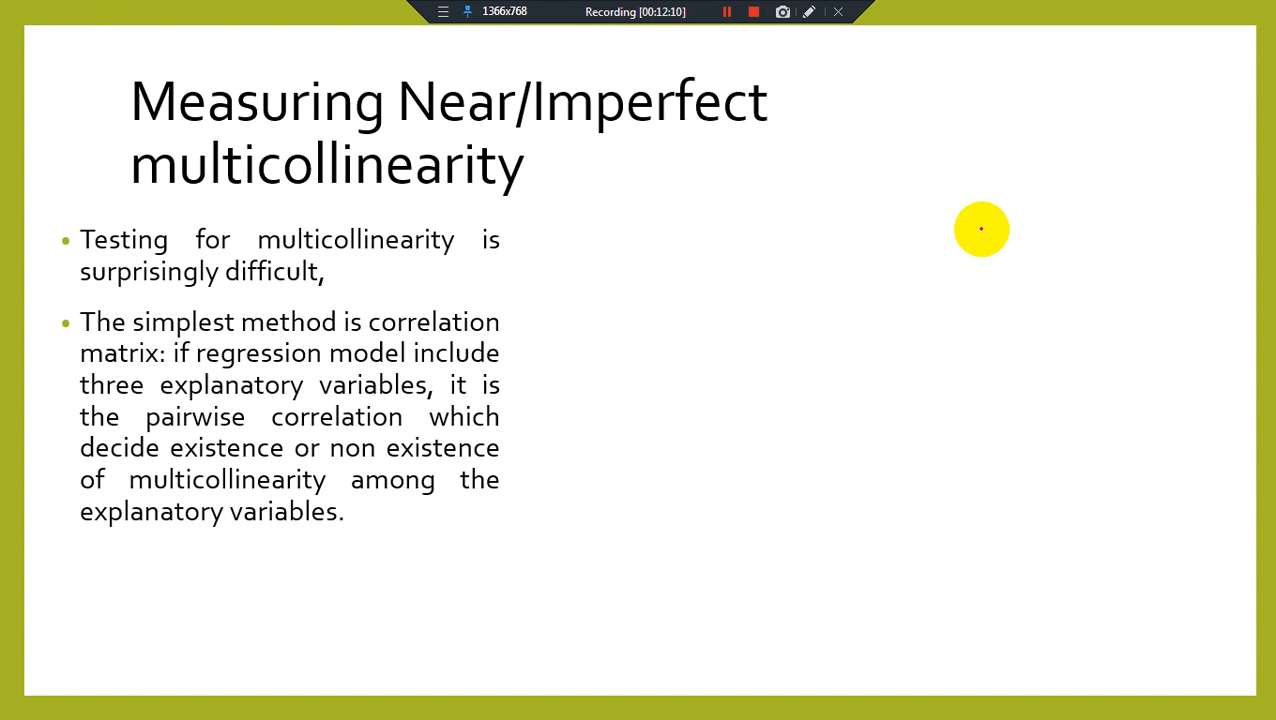 1366x768 Recording [00:12:10]
Measuring Near/Imperfect
multicollinearity
• Testing for multicollinearity is
surprisingly difficult,
• The simplest method is correlation
matrix: if regression model include
three explanatory variables, it is
the pairwise correlation which
decide existence or non existence
of multicollinearity among the
explanatory variables.